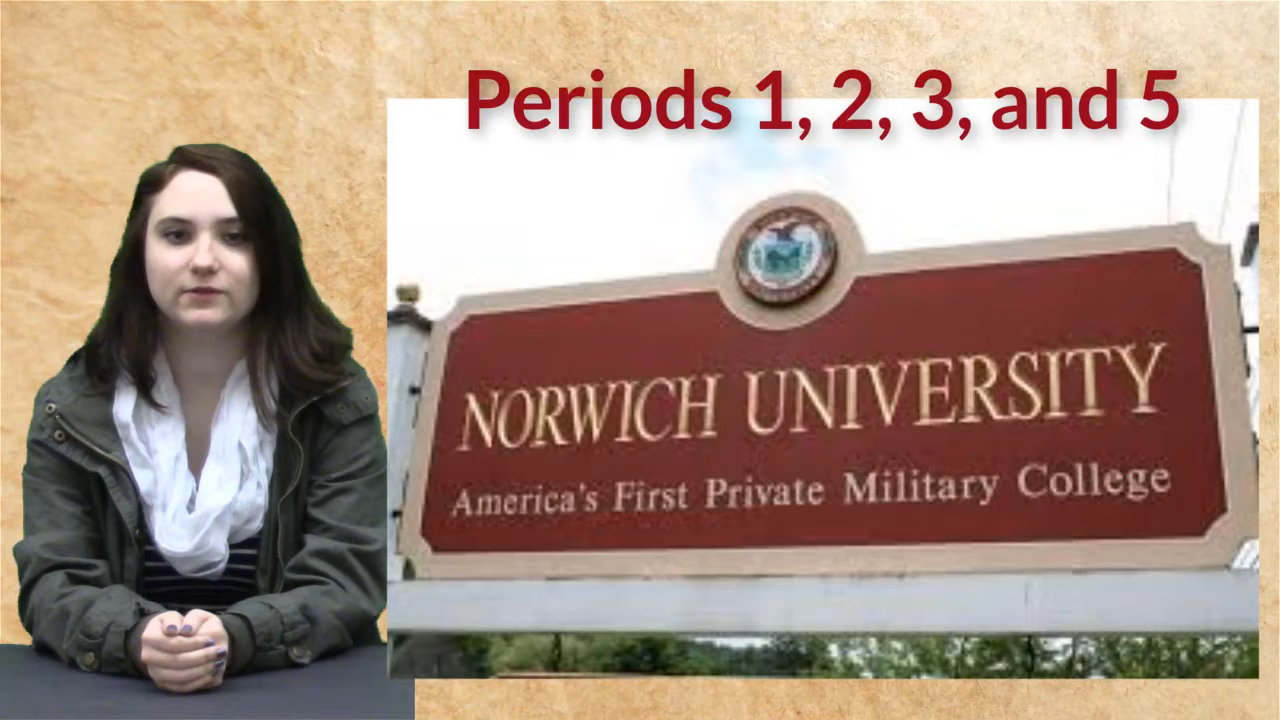 Periods 1, 2, 3, and 5
NORWICH UNIVERSITY
America's First Private Military College